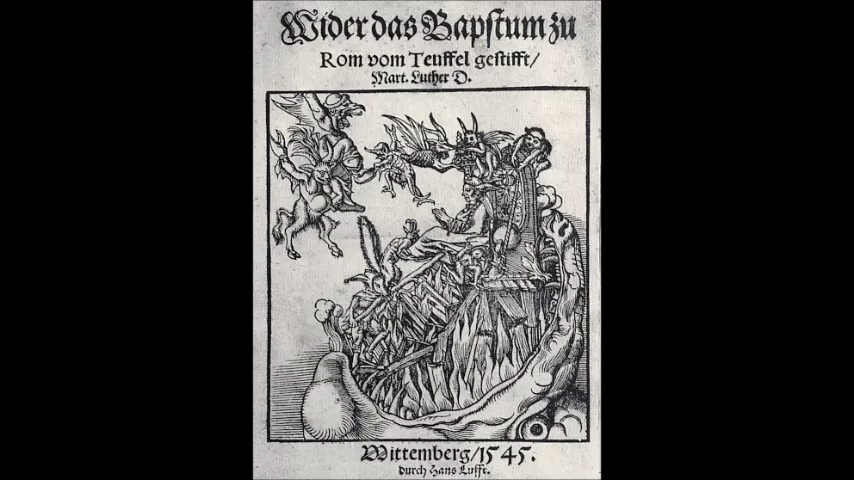 Wider das Bapstum zu
Rom vom Teuffel gestifft/
Mart. Luther D.
Wittemberg/1545.
durch Hans Lufft.